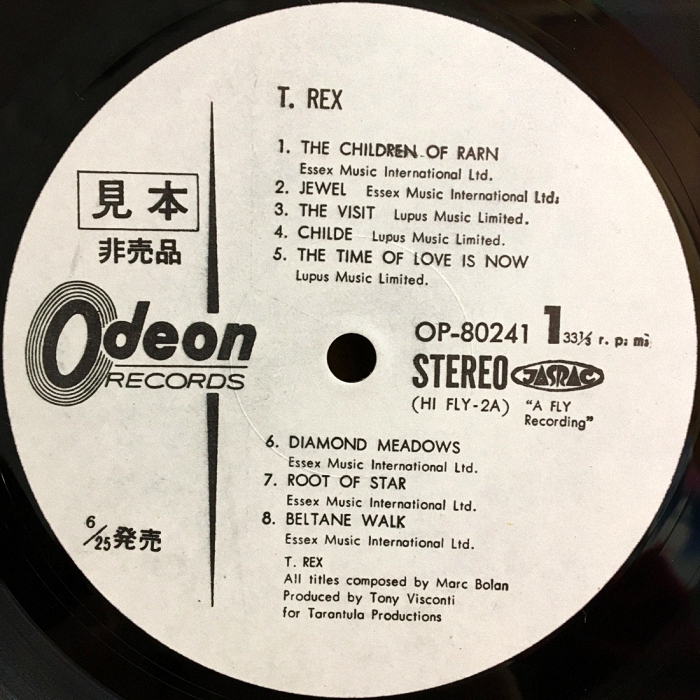 T. REX
1. THE CHILDREN OF RARN
Essex Music International Ltd.
2. JEWEL Essex Music International Ltd.
3. THE VISIT Lupus Music Limited.
4. CHILDE Lupus Music Limited.
5. THE TIME OF LOVE IS NOW
Lupus Music Limited.
見本
非売品
Odeon
RECORDS
OP-80241 1 33⅓ r. p. m.
STEREO JASRAC
(HI FLY-2A) "A FLY
Recording"
6. DIAMOND MEADOWS
Essex Music International Ltd.
7. ROOT OF STAR
Essex Music International Ltd.
8. BELTANE WALK
Essex Music International Ltd.
6/25発売
T. REX
All titles composed by Marc Bolan
Produced by Tony Visconti
for Tarantula Productions